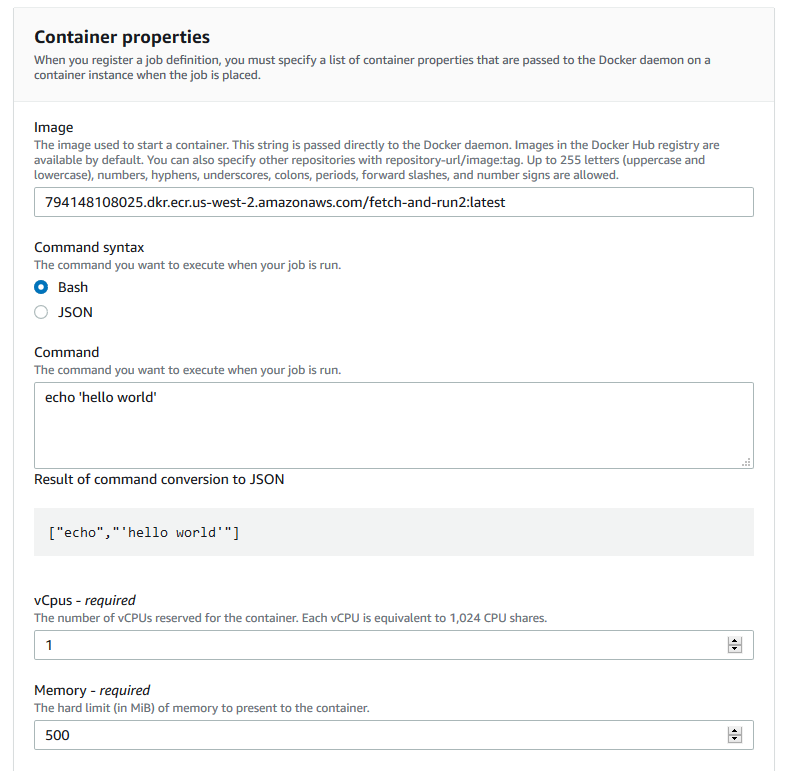 Container properties
When you register a job definition, you must specify a list of container properties that are passed to the Docker daemon on a
container instance when the job is placed.
Image
The image used to start a container. This string is passed directly to the Docker daemon. Images in the Docker Hub registry are
available by default. You can also specify other repositories with repository-url/image:tag. Up to 255 letters (uppercase and
lowercase), numbers, hyphens, underscores, colons, periods, forward slashes, and number signs are allowed.
794148108025.dkr.ecr.us-west-2.amazonaws.com/fetch-and-run2:latest
Command syntax
The command you want to execute when your job is run.
Bash
JSON
Command
The command you want to execute when your job is run.
echo 'hello world'
Result of command conversion to JSON
["echo","'hello world'"]
vCpus - required
The number of vCPUs reserved for the container. Each vCPU is equivalent to 1,024 CPU shares.
1
Memory - required
The hard limit (in MiB) of memory to present to the container.
500